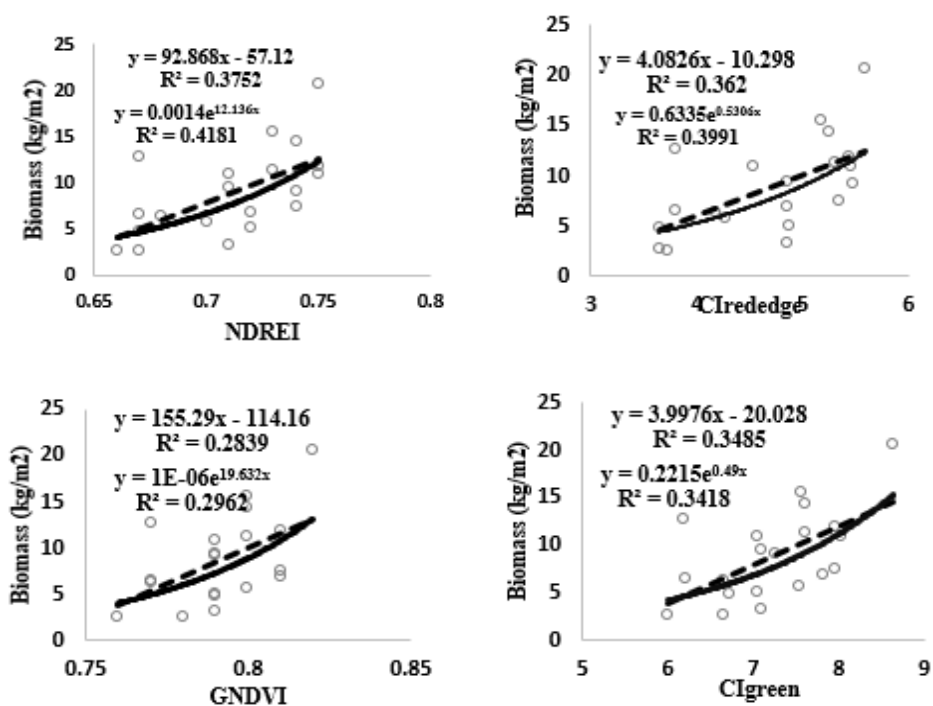 25
20
15
10
5
0
Biomass (kg/m2)
y = 92.868x - 57.12
R² = 0.3752
y = 0.0014e^12.136x
R² = 0.4181
0.65 0.7 0.75 0.8
NDREI
25
20
15
10
5
0
Biomass (kg/m2)
y = 4.0826x - 10.298
R² = 0.362
y = 0.6335e^0.5306x
R² = 0.3991
3 4 5 6
CIrededge
25
20
15
10
5
0
Biomass (kg/m2)
y = 155.29x - 114.16
R² = 0.2839
y = 1E-06e^19.632x
R² = 0.2962
0.75 0.8 0.85
GNDVI
25
20
15
10
5
0
Biomass (kg/m2)
y = 3.9976x - 20.028
R² = 0.3485
y = 0.2215e^0.49x
R² = 0.3418
5 6 7 8 9
CIgreen